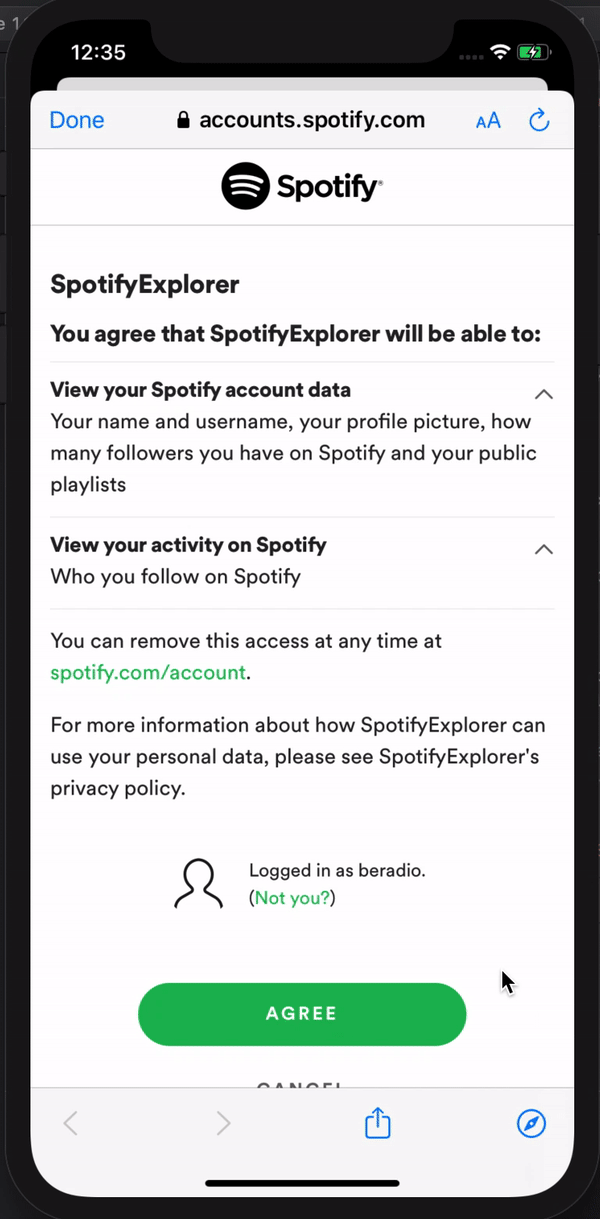 12:35
Done
accounts.spotify.com
AA
Spotify®
SpotifyExplorer
You agree that SpotifyExplorer will be able to:
View your Spotify account data
Your name and username, your profile picture, how
many followers you have on Spotify and your public
playlists
View your activity on Spotify
Who you follow on Spotify
You can remove this access at any time at
spotify.com/account.
For more information about how SpotifyExplorer can
use your personal data, please see SpotifyExplorer's
privacy policy.
Logged in as beradio.
(Not you?)
AGREE
CANCEL